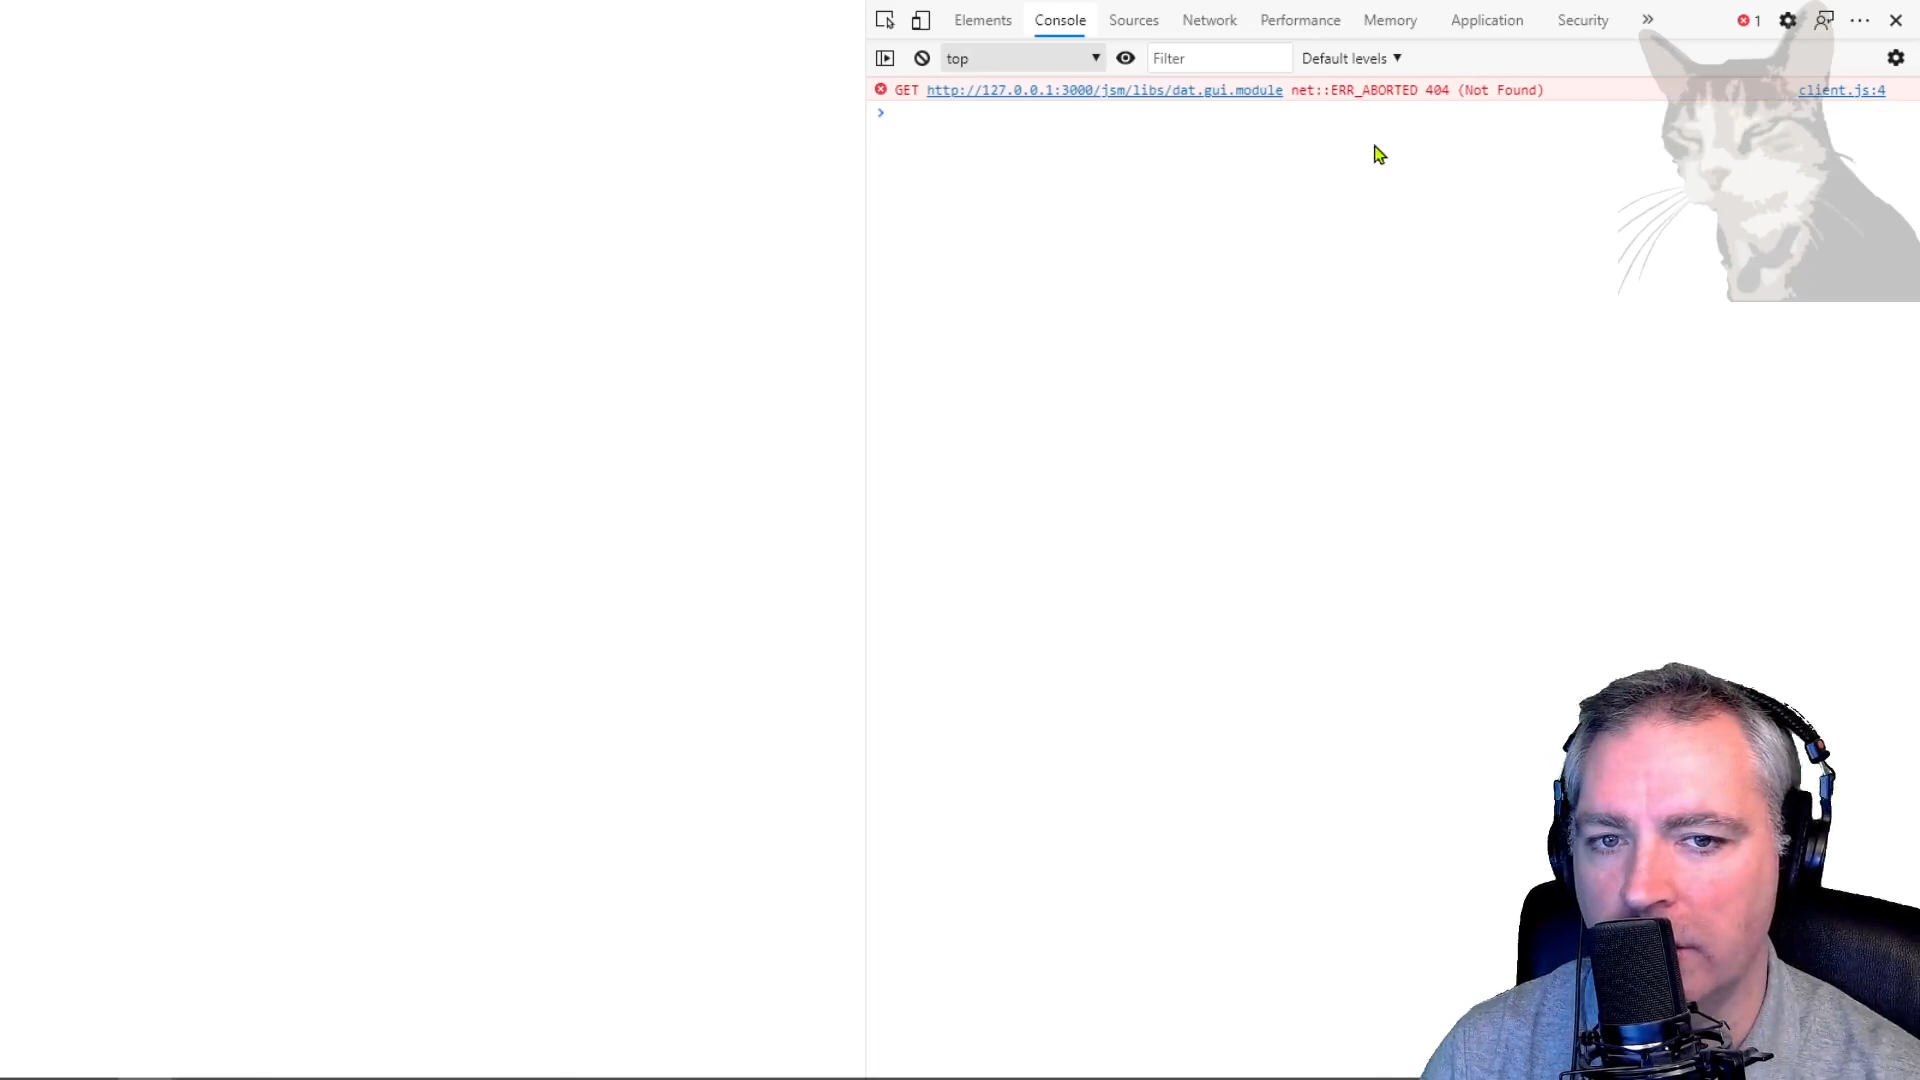 Elements Console Sources Network Performance Memory Application Security » 1
top Filter Default levels
GET http://127.0.0.1:3000/jsm/libs/dat.gui.module net::ERR_ABORTED 404 (Not Found) client.js:4